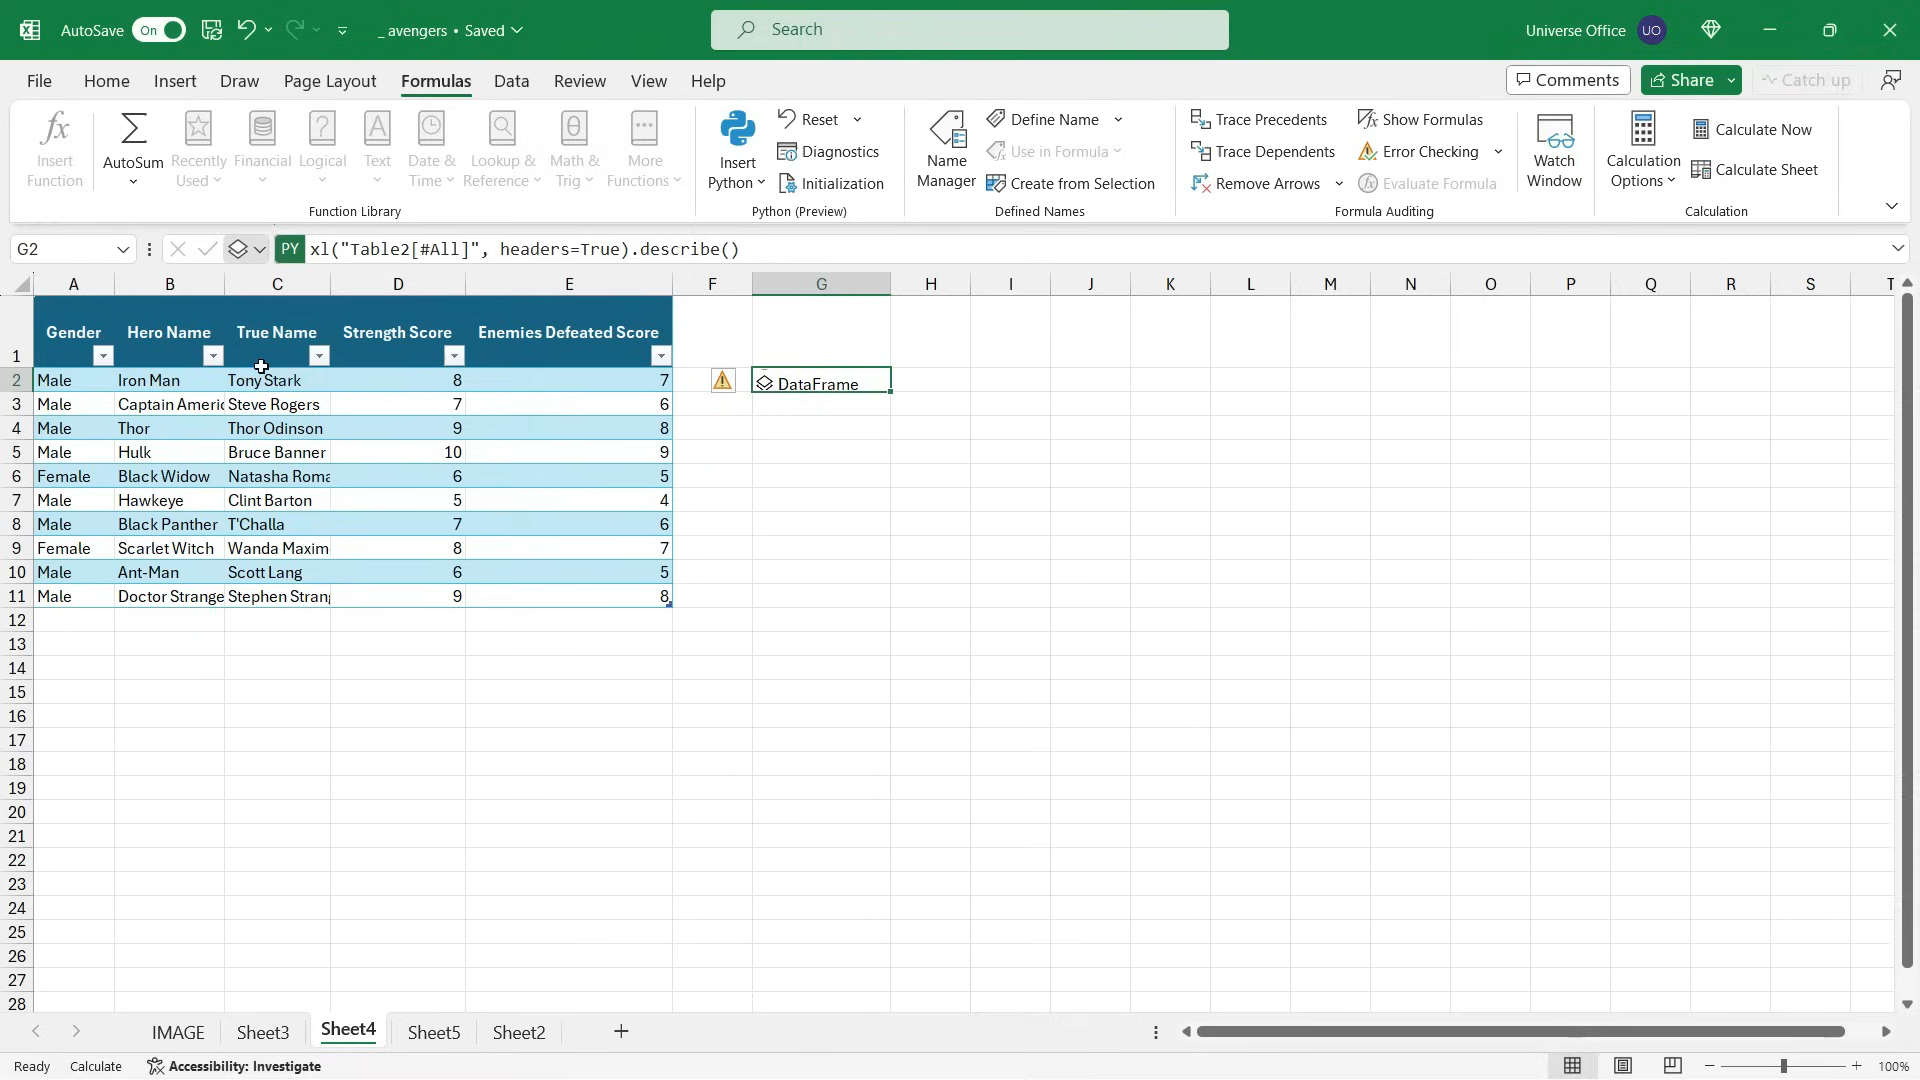 AutoSave On _ avengers • Saved Search Universe Office UO
File Home Insert Draw Page Layout Formulas Data Review View Help Comments Share Catch up
Insert Function AutoSum Recently Used Financial Logical Text Date & Time Lookup & Reference Math & Trig More Functions
Function Library
Insert Python Reset Diagnostics Initialization
Python (Preview)
Name Manager Define Name Use in Formula Create from Selection
Defined Names
Trace Precedents Show Formulas
Trace Dependents Error Checking
Remove Arrows Evaluate Formula
Formula Auditing
Watch Window
Calculation Options Calculate Now Calculate Sheet
Calculation
G2 PY xl("Table2[#All]", headers=True).describe()
A B C D E F G H I J K L M N O P Q R S T
1 Gender Hero Name True Name Strength Score Enemies Defeated Score
2 Male Iron Man Tony Stark 8 7 DataFrame
3 Male Captain Americ Steve Rogers 7 6
4 Male Thor Thor Odinson 9 8
5 Male Hulk Bruce Banner 10 9
6 Female Black Widow Natasha Roma 6 5
7 Male Hawkeye Clint Barton 5 4
8 Male Black Panther T'Challa 7 6
9 Female Scarlet Witch Wanda Maxim 8 7
10 Male Ant-Man Scott Lang 6 5
11 Male Doctor Strange Stephen Strang 9 8
12
13
14
15
16
17
18
19
20
21
22
23
24
25
26
27
28
IMAGE Sheet3 Sheet4 Sheet5 Sheet2
Ready Calculate Accessibility: Investigate 100%